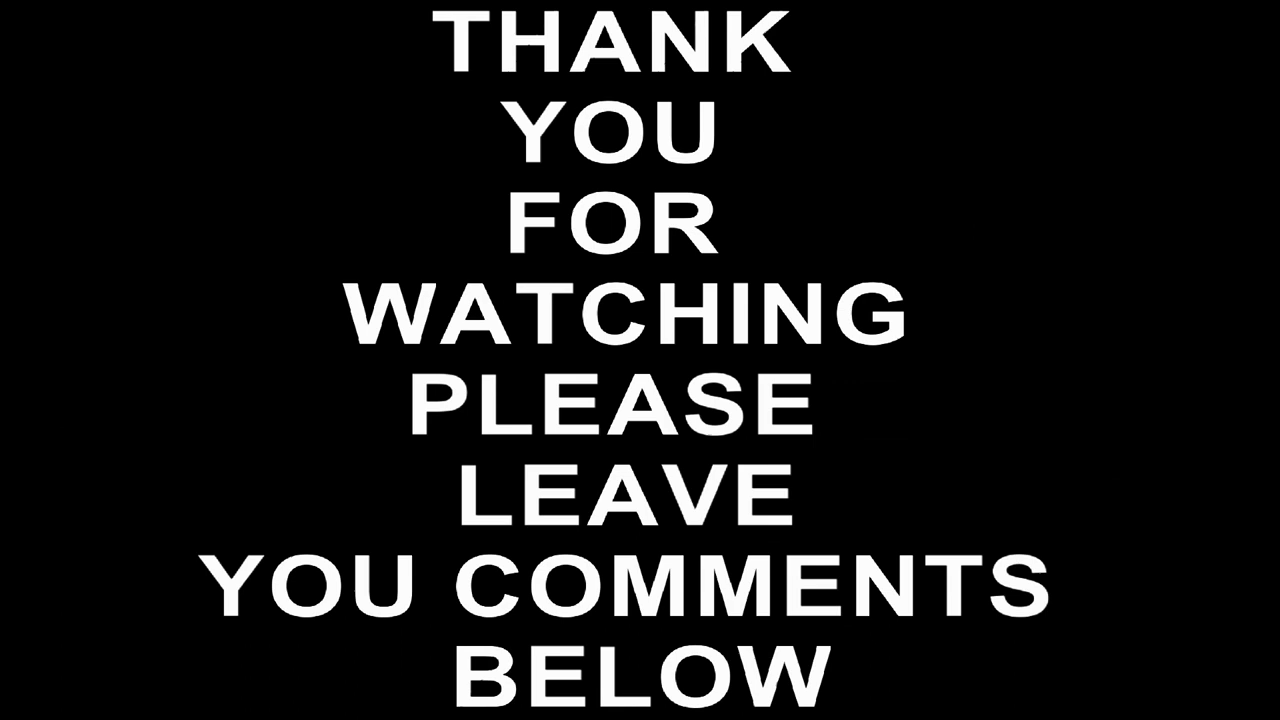 THANK
YOU
FOR
WATCHING
PLEASE
LEAVE
YOU COMMENTS
BELOW